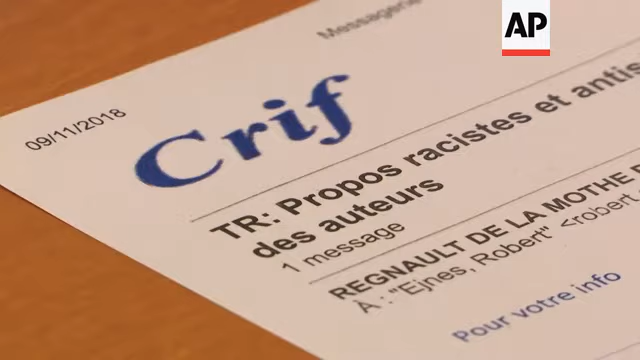 AP
Messagerie
09/11/2018
Crif
TR: Propos racistes et antis
des auteurs
1 message
REGNAULT DE LA MOTHE
À : "Ejnes, Robert" <robert.
Pour votre info